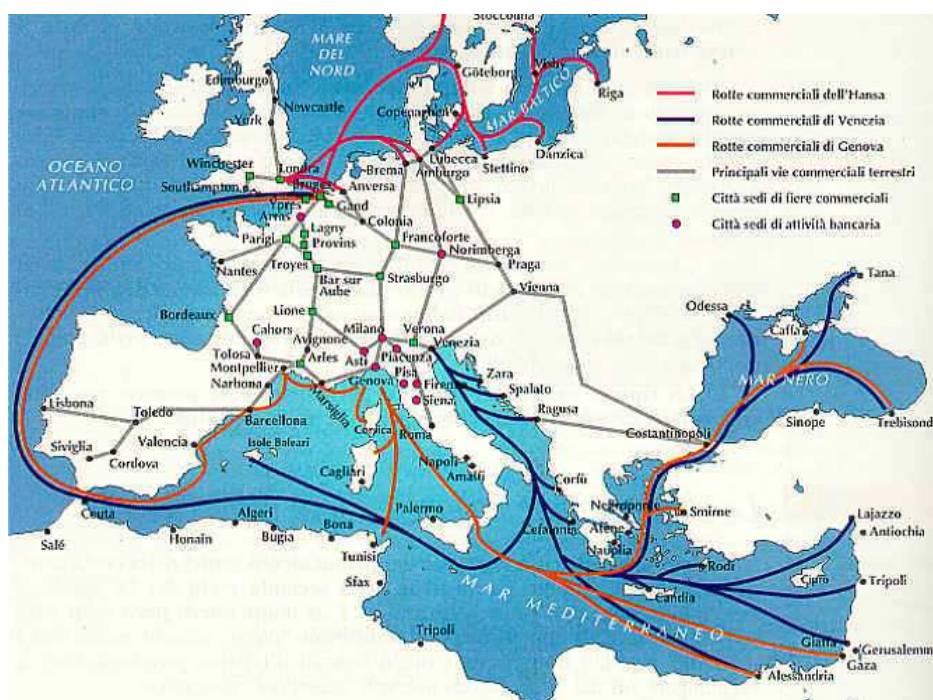 Stoccolma
MARE
DEL
NORD
Edimburgo
Newcastle
York
Göteborg
Visby
Riga
Copenaghen
MAR BALTICO
Lubecca
Amburgo
Stettino
Danzica
Brema
Rotte commerciali dell'Hansa
Rotte commerciali di Venezia
Rotte commerciali di Genova
Principali vie commerciali terrestri
Città sedi di fiere commerciali
Città sedi di attività bancaria
OCEANO
ATLANTICO
Winchester
Londra
Southampton
Bruges
Anversa
Ypres
Gand
Arras
Colonia
Lipsia
Lagny
Parigi
Provins
Francoforte
Norimberga
Nantes
Troyes
Bar sur
Aube
Strasburgo
Praga
Vienna
Tana
Bordeaux
Lione
Milano
Verona
Venezia
Odessa
Caffa
Cahors
Avignone
Tolosa
Arles
Asti
Piacenza
Montpellier
Genova
Pisa
Firenze
Zara
Spalato
MAR NERO
Narbona
Marsiglia
Siena
Ragusa
Lisbona
Toledo
Barcellona
Corsica
Roma
Costantinopoli
Sinope
Trebisond
Siviglia
Valencia
Isole Baleari
Cordova
Cagliari
Napoli
Amalfi
Corfù
Negroponte
Smirne
Ceuta
Algeri
Palermo
Cefalonia
Atene
Lajazzo
Salé
Honain
Bugia
Bona
Tunisi
Nauplia
Antiochia
Sfax
Rodi
Cipro
Tripoli
Candia
MAR MEDITERRANEO
Tripoli
Giaffa
Gerusalemm
Gaza
Alessandria